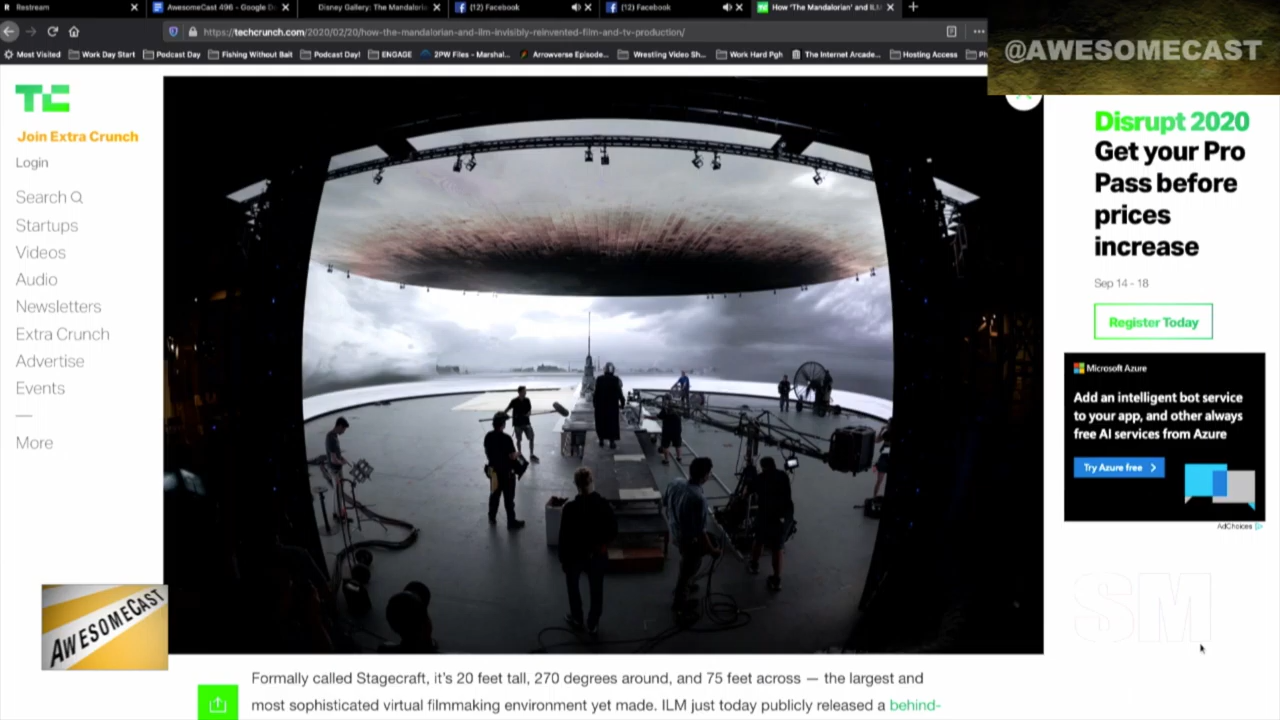 Restream
AwesomeCast 496 - Google D
Disney Gallery: The Mandaloria
(12) Facebook
(12) Facebook
How 'The Mandalorian' and ILM
https://techcrunch.com/2020/02/20/how-the-mandalorian-and-ilm-invisibly-reinvented-film-and-tv-production/
Most Visited
Work Day Start
Podcast Day
Fishing Without Bait
Podcast Day!
ENGAGE
2PW Files - Marshal...
Arrowverse Episode...
Wrestling Video Sh...
Work Hard Pgh
The Internet Arcade...
Hosting Access
@AWESOMECAST
TC
Join Extra Crunch
Login
Search
Startups
Videos
Audio
Newsletters
Extra Crunch
Advertise
Events
More
Disrupt 2020
Get your Pro
Pass before
prices
increase
Sep 14 - 18
Register Today
Microsoft Azure
Add an intelligent bot service
to your app, and other always
free AI services from Azure
Try Azure free
AdChoices
SM
AWESOMECAST
Formally called Stagecraft, it's 20 feet tall, 270 degrees around, and 75 feet across — the largest and
most sophisticated virtual filmmaking environment yet made. ILM just today publicly released a behind-